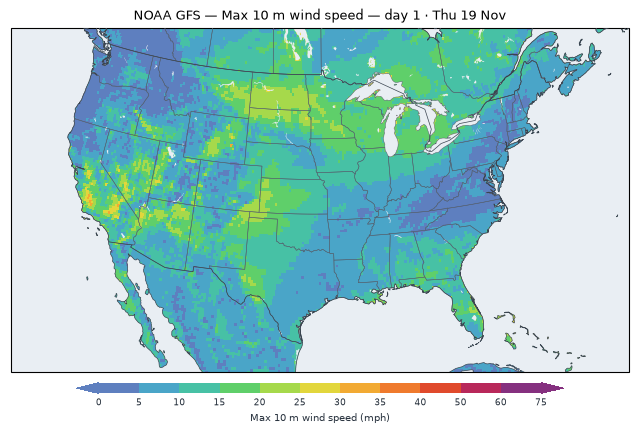 NOAA GFS — Max 10 m wind speed — day 1 · Thu 19 Nov
0 5 10 15 20 25 30 35 40 50 60 75
Max 10 m wind speed (mph)